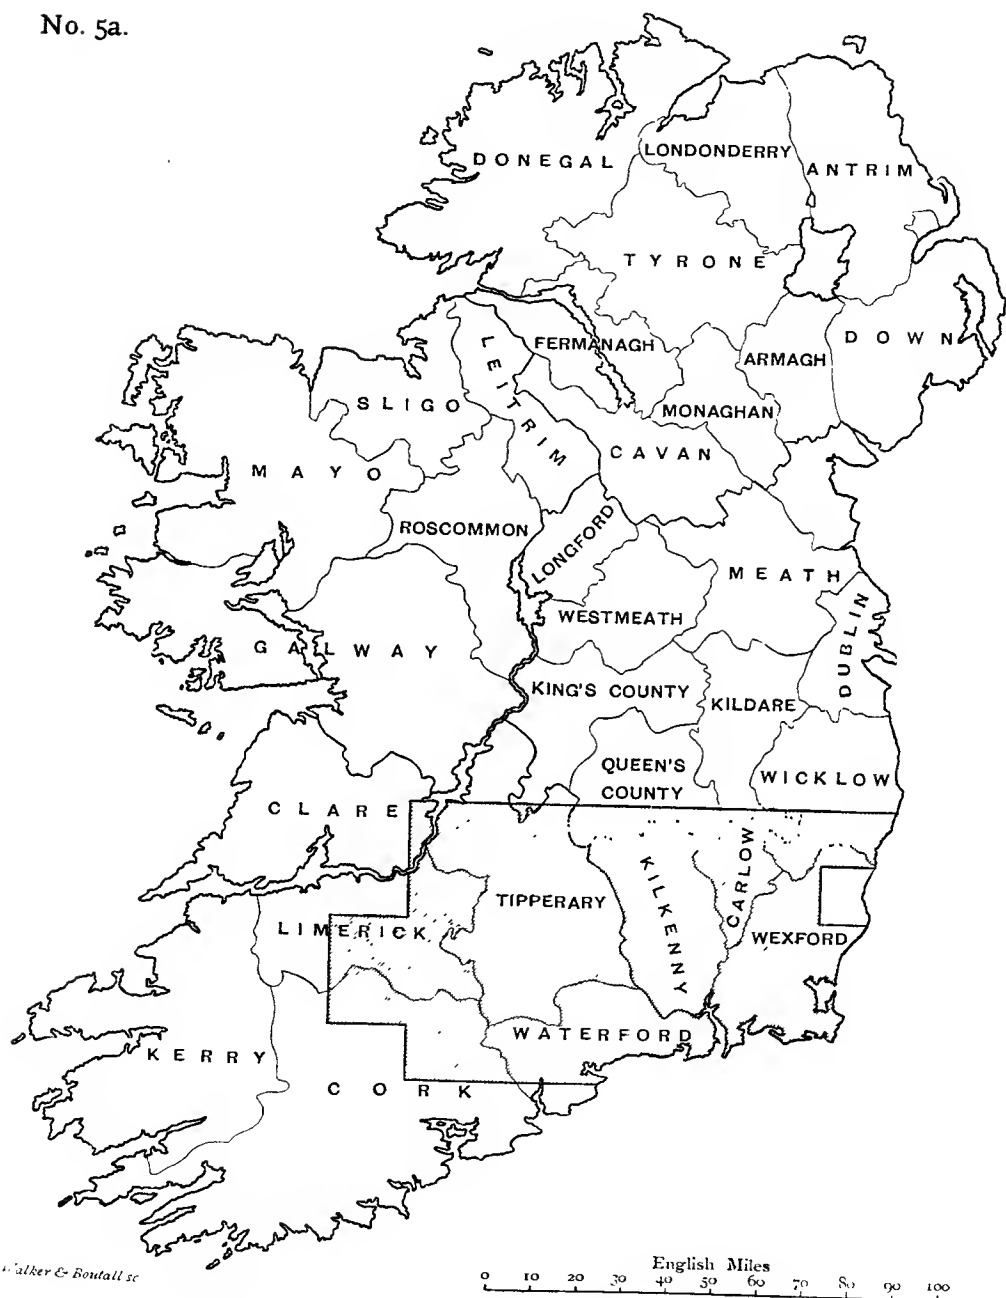 No. 5a.
DONEGAL
LONDONDERRY
ANTRIM
TYRONE
FERMANAGH
LEITRIM
ARMAGH
DOWN
MONAGHAN
SLIGO
CAVAN
MAYO
ROSCOMMON
LONGFORD
MEATH
WESTMEATH
DUBLIN
GALWAY
KING'S COUNTY
KILDARE
QUEEN'S
COUNTY
WICKLOW
CLARE
KILKENNY
CARLOW
TIPPERARY
LIMERICK
WEXFORD
WATERFORD
KERRY
CORK
Walker & Boutall sc
English Miles
0 10 20 30 40 50 60 70 80 90 100